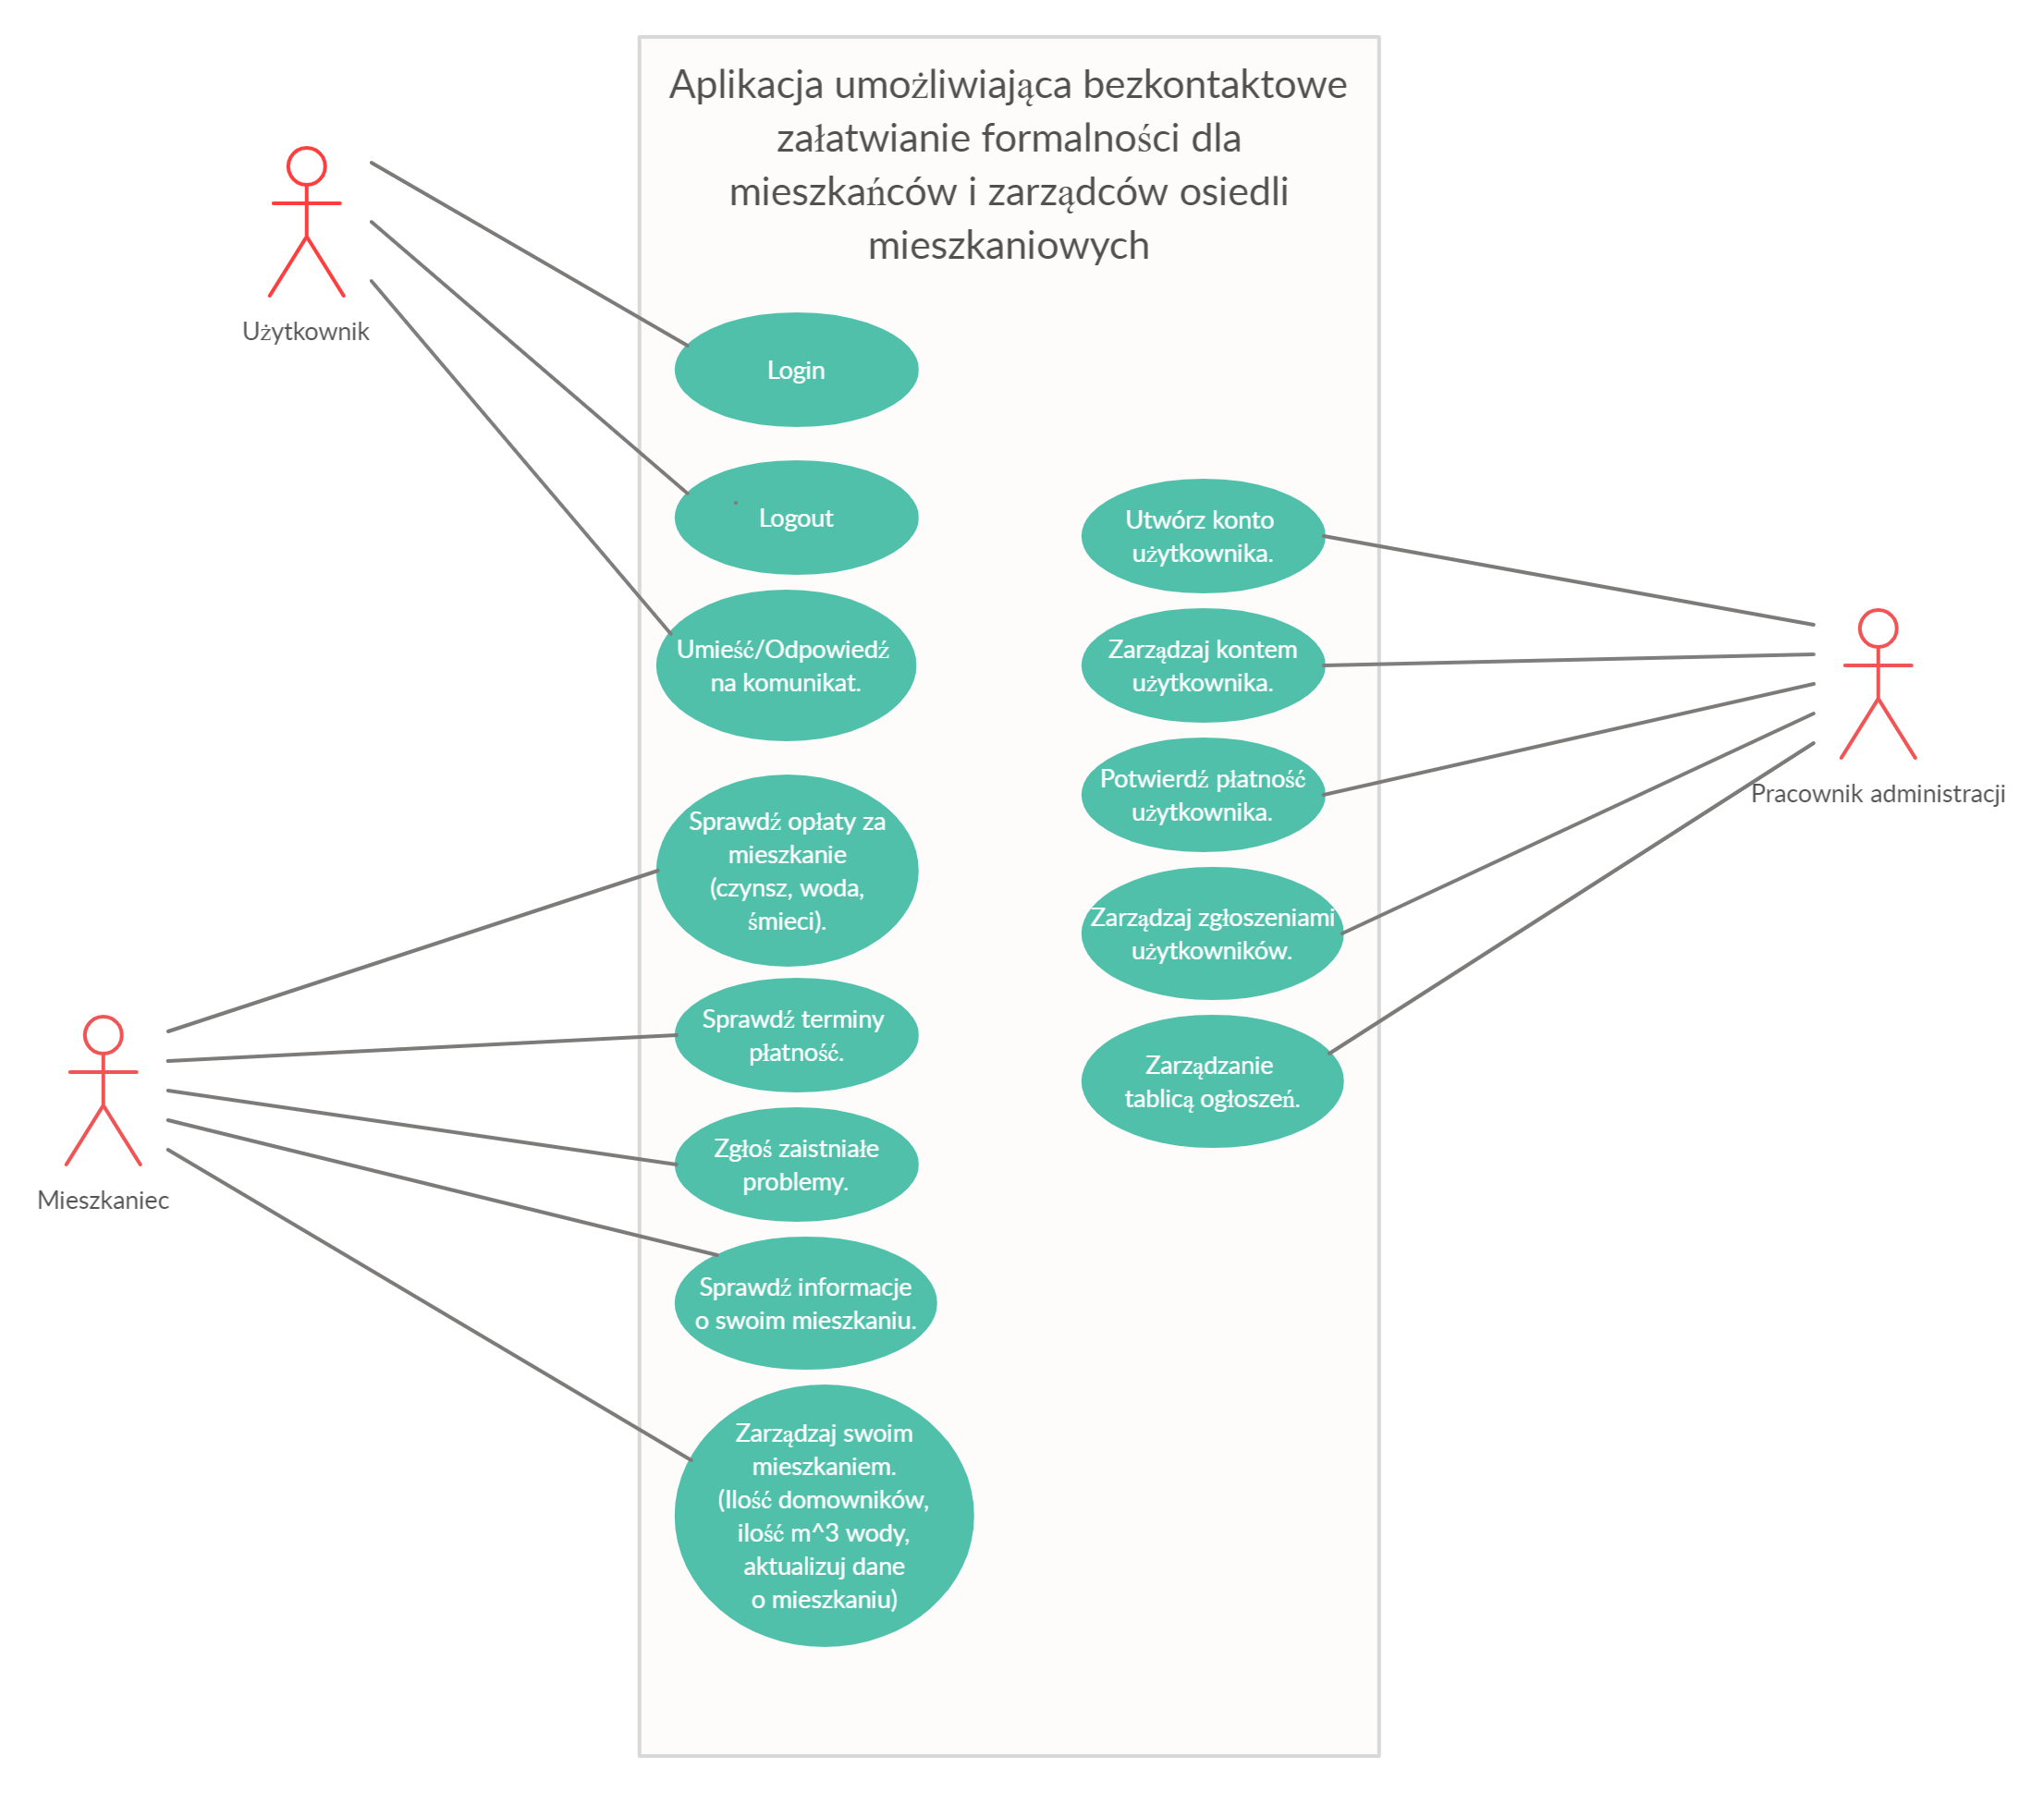 Aplikacja umożliwiająca bezkontaktowe
załatwianie formalności dla
mieszkańców i zarządców osiedli
mieszkaniowych
Użytkownik
Login
Logout
Umieść/Odpowiedź
na komunikat.
Sprawdź opłaty za
mieszkanie
(czynsz, woda,
śmieci).
Sprawdź terminy
płatność.
Zgłoś zaistniałe
problemy.
Sprawdź informacje
o swoim mieszkaniu.
Zarządzaj swoim
mieszkaniem.
(Ilość domowników,
ilość m^3 wody,
aktualizuj dane
o mieszkaniu)
Mieszkaniec
Utwórz konto
użytkownika.
Zarządzaj kontem
użytkownika.
Potwierdź płatność
użytkownika.
Zarządzaj zgłoszeniami
użytkowników.
Zarządzanie
tablicą ogłoszeń.
Pracownik administracji